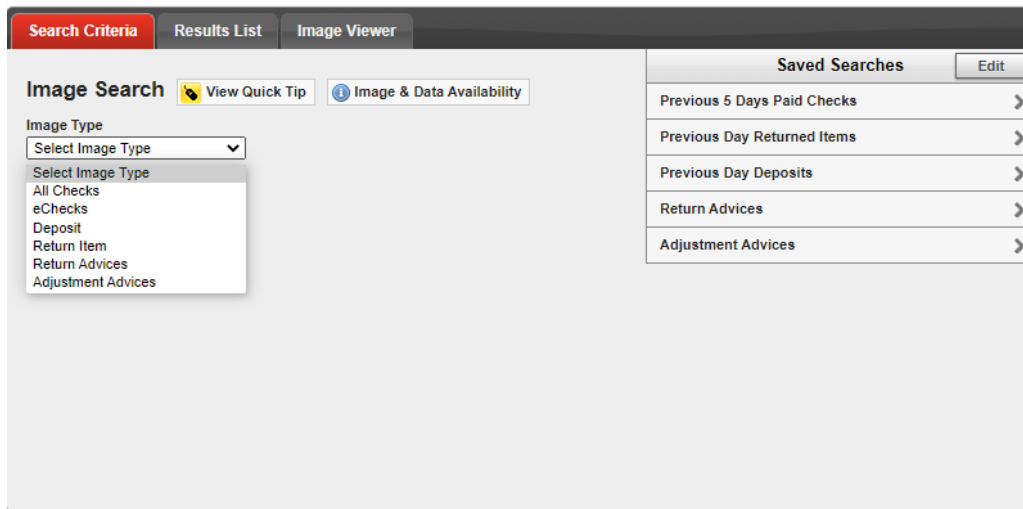 Search Criteria Results List Image Viewer
Image Search View Quick Tip Image & Data Availability
Image Type
Select Image Type
Select Image Type
All Checks
eChecks
Deposit
Return Item
Return Advices
Adjustment Advices
Saved Searches Edit
Previous 5 Days Paid Checks
Previous Day Returned Items
Previous Day Deposits
Return Advices
Adjustment Advices